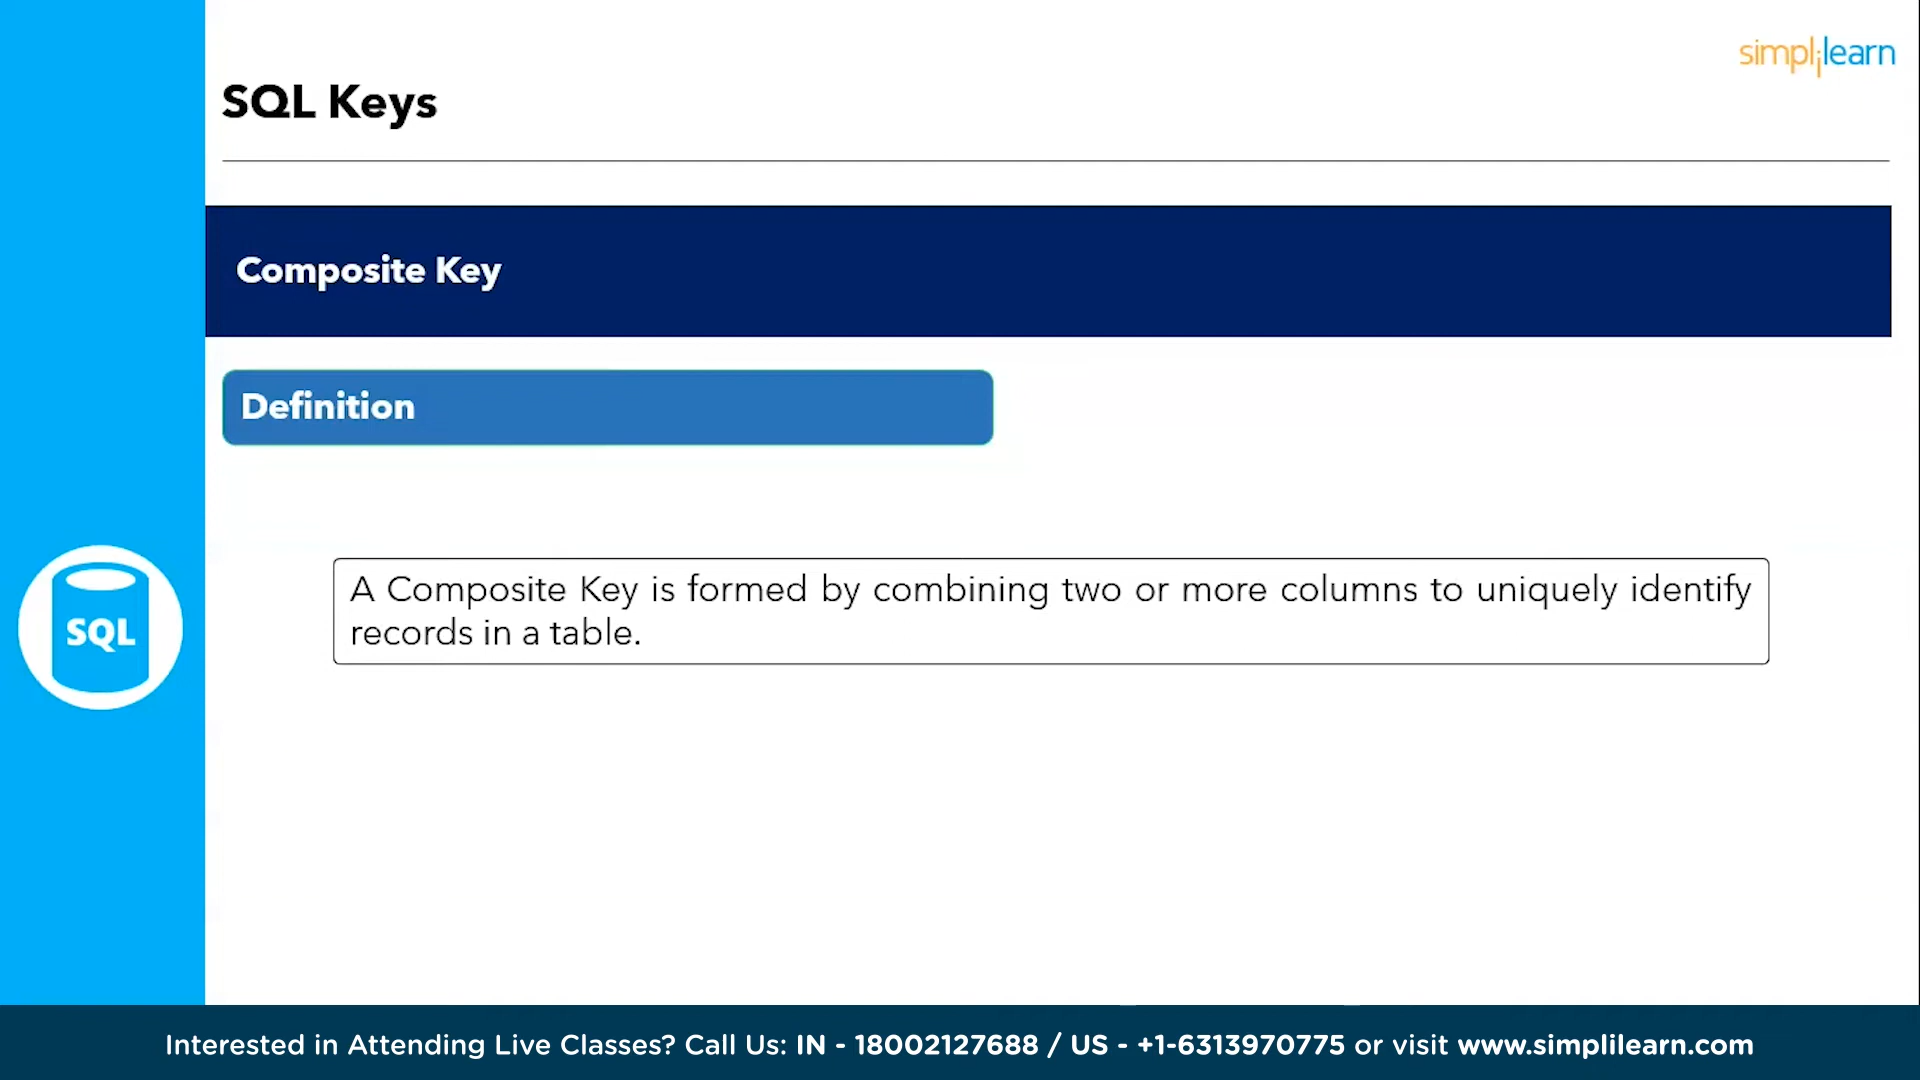 simplilearn
SQL Keys
Composite Key
Definition
A Composite Key is formed by combining two or more columns to uniquely identify
records in a table.
SQL
Interested in Attending Live Classes? Call Us: IN - 18002127688 / US - +1-6313970775 or visit www.simplilearn.com